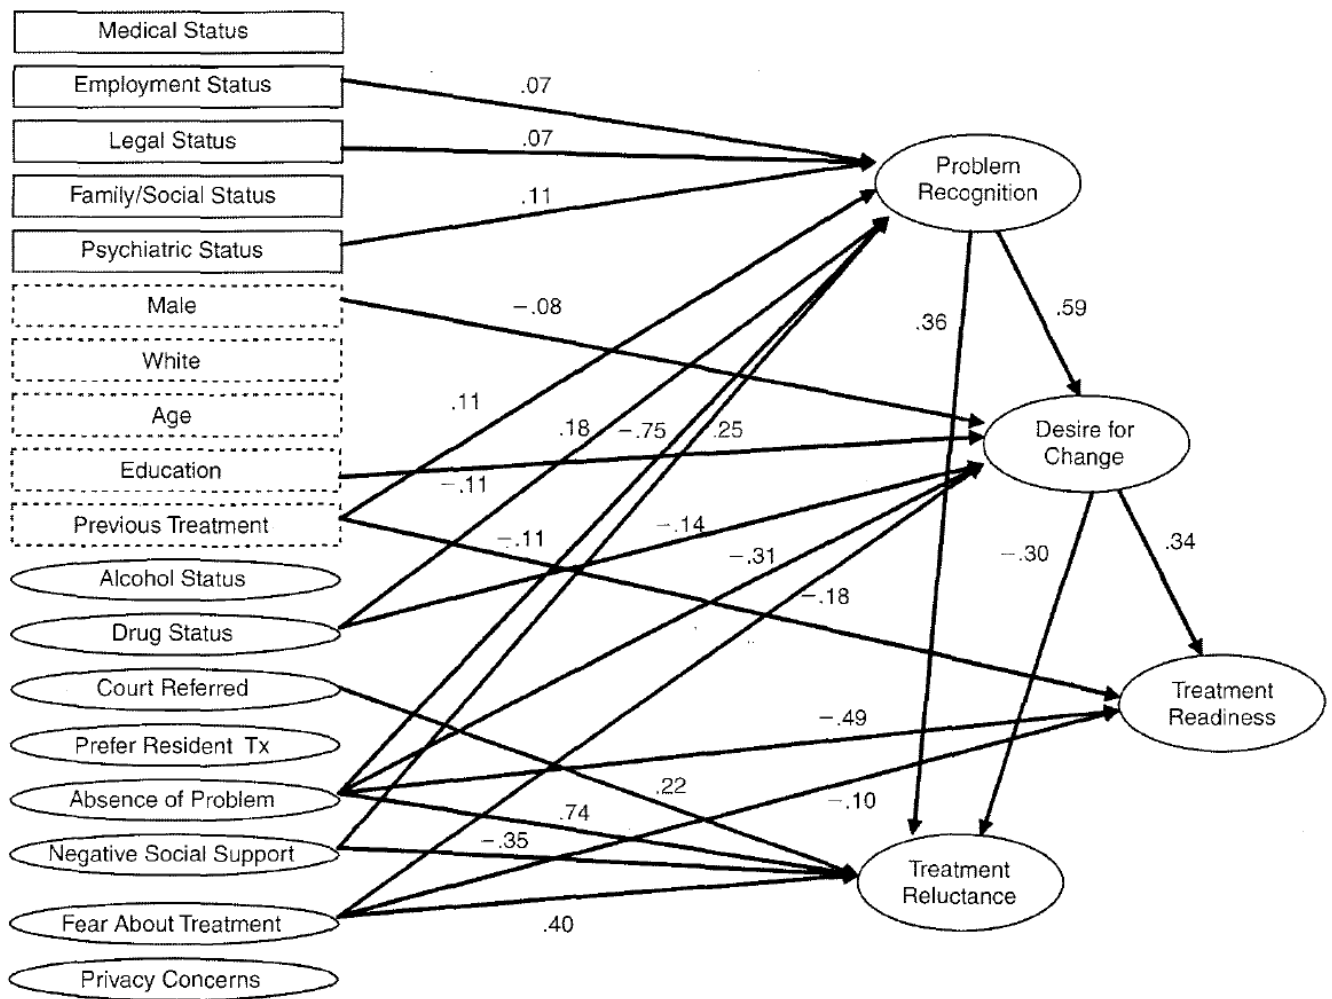 Medical Status
Employment Status
Legal Status
Family/Social Status
Psychiatric Status
Male
White
Age
Education
Previous Treatment
Alcohol Status
Drug Status
Court Referred
Prefer Resident Tx
Absence of Problem
Negative Social Support
Fear About Treatment
Privacy Concerns
.07
.07
.11
−.08
.11
.18
−.75
.25
−.11
−.11
−.14
−.31
−.18
.36
.59
−.30
.34
−.49
.22
−.10
.74
−.35
.40
Problem
Recognition
Desire for
Change
Treatment
Readiness
Treatment
Reluctance